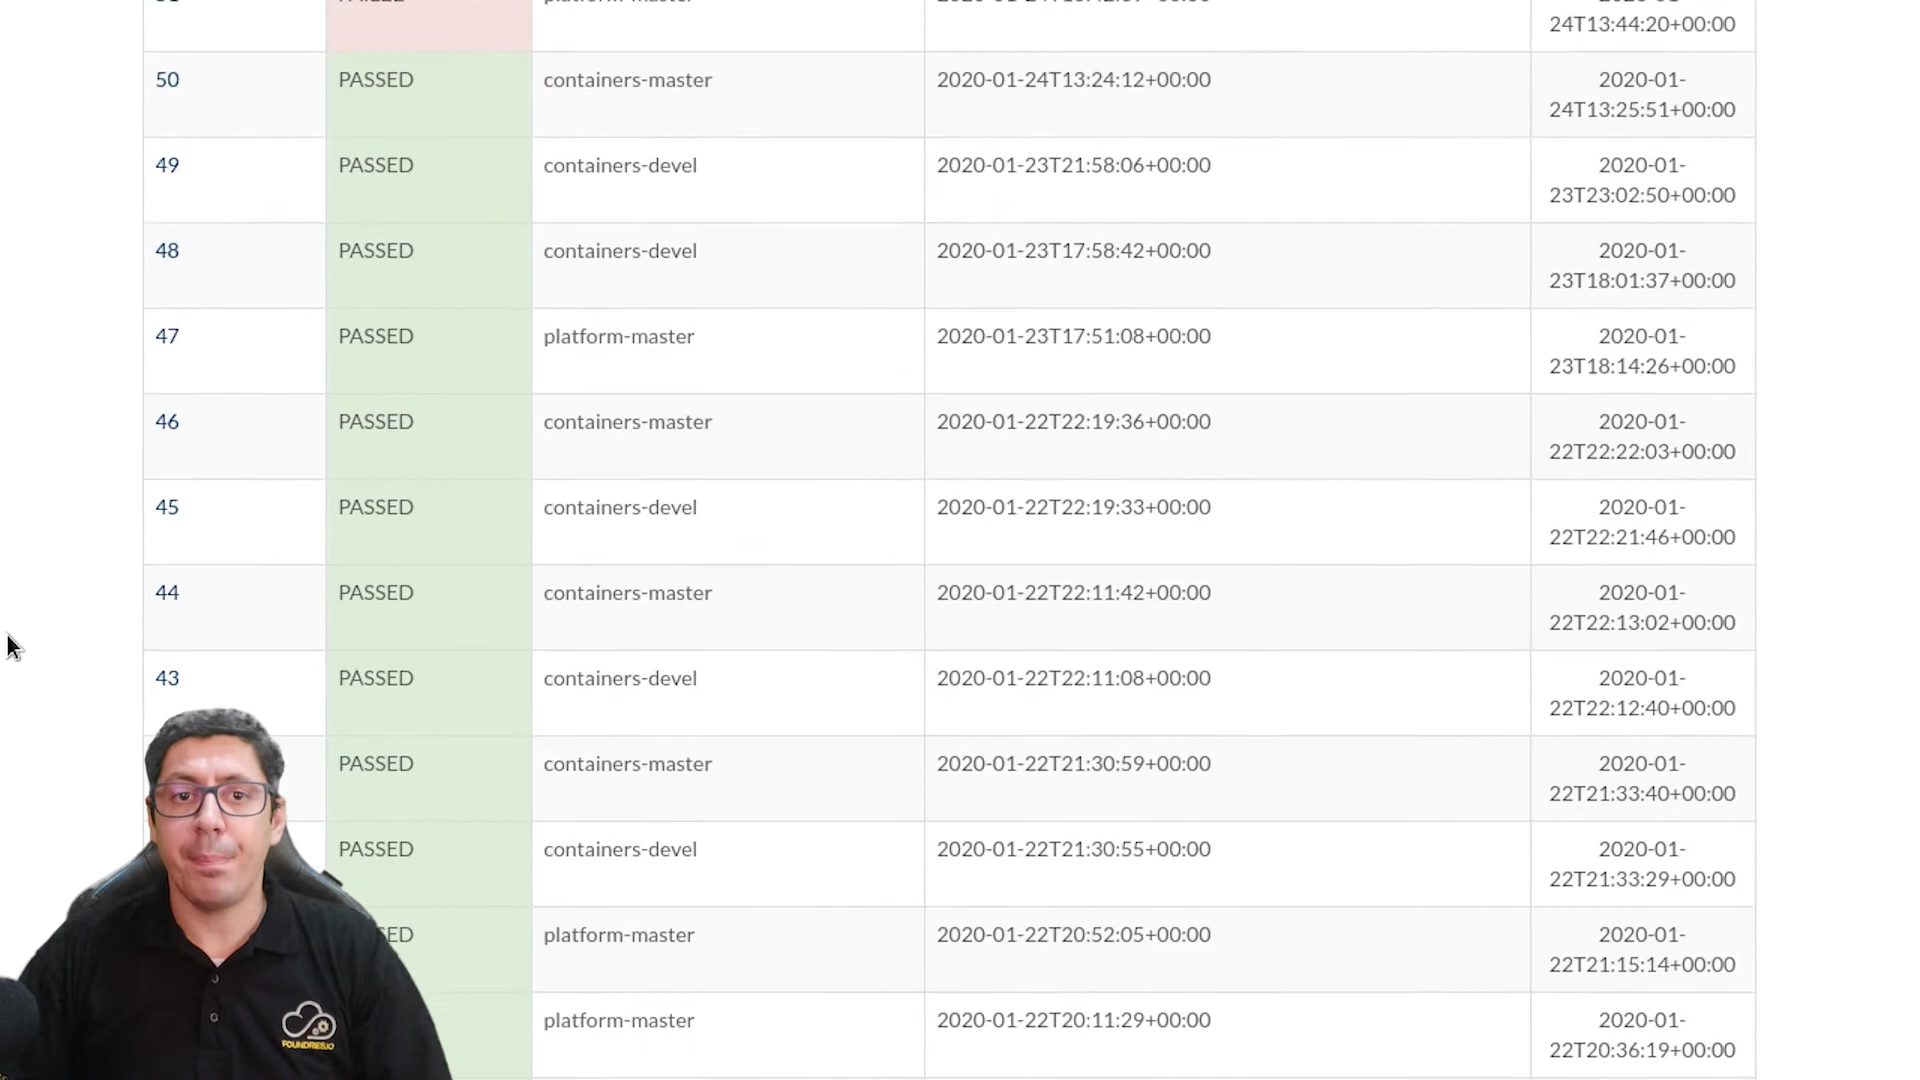 24T13:44:20+00:00
50 PASSED containers-master 2020-01-24T13:24:12+00:00 2020-01-
24T13:25:51+00:00
49 PASSED containers-devel 2020-01-23T21:58:06+00:00 2020-01-
23T23:02:50+00:00
48 PASSED containers-devel 2020-01-23T17:58:42+00:00 2020-01-
23T18:01:37+00:00
47 PASSED platform-master 2020-01-23T17:51:08+00:00 2020-01-
23T18:14:26+00:00
46 PASSED containers-master 2020-01-22T22:19:36+00:00 2020-01-
22T22:22:03+00:00
45 PASSED containers-devel 2020-01-22T22:19:33+00:00 2020-01-
22T22:21:46+00:00
44 PASSED containers-master 2020-01-22T22:11:42+00:00 2020-01-
22T22:13:02+00:00
43 PASSED containers-devel 2020-01-22T22:11:08+00:00 2020-01-
22T22:12:40+00:00
PASSED containers-master 2020-01-22T21:30:59+00:00 2020-01-
22T21:33:40+00:00
PASSED containers-devel 2020-01-22T21:30:55+00:00 2020-01-
22T21:33:29+00:00
SED platform-master 2020-01-22T20:52:05+00:00 2020-01-
22T21:15:14+00:00
platform-master 2020-01-22T20:11:29+00:00 2020-01-
22T20:36:19+00:00
FOUNDRIES.IO